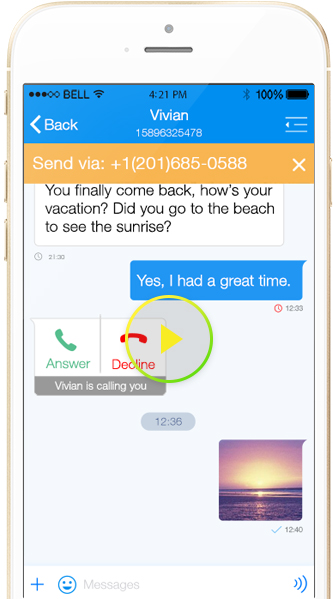 BELL 4:21 PM 100%
Back Vivian
15896325478
Send via: +1(201)685-0588
You finally come back, how's your
vacation? Did you go to the beach
to see the sunrise?
21:30
Yes, I had a great time.
12:33
Answer Decline
Vivian is calling you
12:36
12:40
Messages